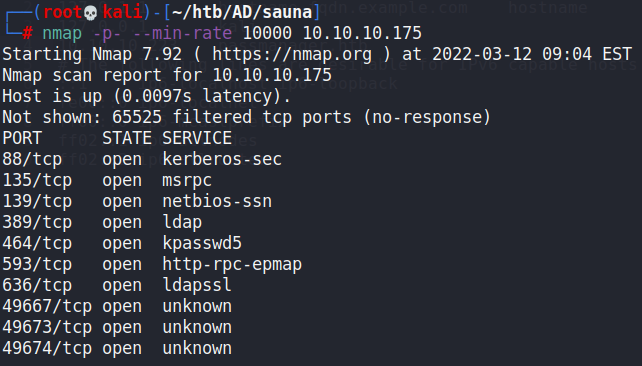 ┌──(root💀kali)-[~/htb/AD/sauna]
└─# nmap -p- --min-rate 10000 10.10.10.175
Starting Nmap 7.92 ( https://nmap.org ) at 2022-03-12 09:04 EST
Nmap scan report for 10.10.10.175
Host is up (0.0097s latency).
Not shown: 65525 filtered tcp ports (no-response)
PORT      STATE SERVICE
88/tcp    open  kerberos-sec
135/tcp   open  msrpc
139/tcp   open  netbios-ssn
389/tcp   open  ldap
464/tcp   open  kpasswd5
593/tcp   open  http-rpc-epmap
636/tcp   open  ldapssl
49667/tcp open  unknown
49673/tcp open  unknown
49674/tcp open  unknown